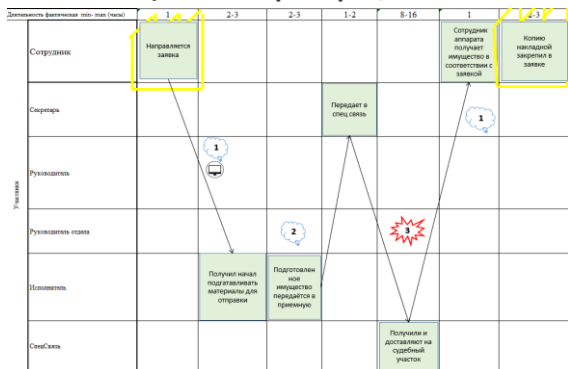 Длительность фактическая min- max (часы)
1
2-3
2-3
1-2
8-16
1
2-3
Участники
Сотрудник
Направляется
заявка
Сотрудник
аппарата
получает
имущество в
соответствии с
заявкой
Копию
накладной
закрепил в
заявке
Секретарь
Передает в
спец связь
1
Руководитель
1
Руководитель отдела
2
3
Исполнитель
Получил начал
подгатавливать
материалы для
отправки
Подготовлен
ное
имущество
передаётся в
приемную
СпецСвязь
Получили и
доставляют на
судебный
участок